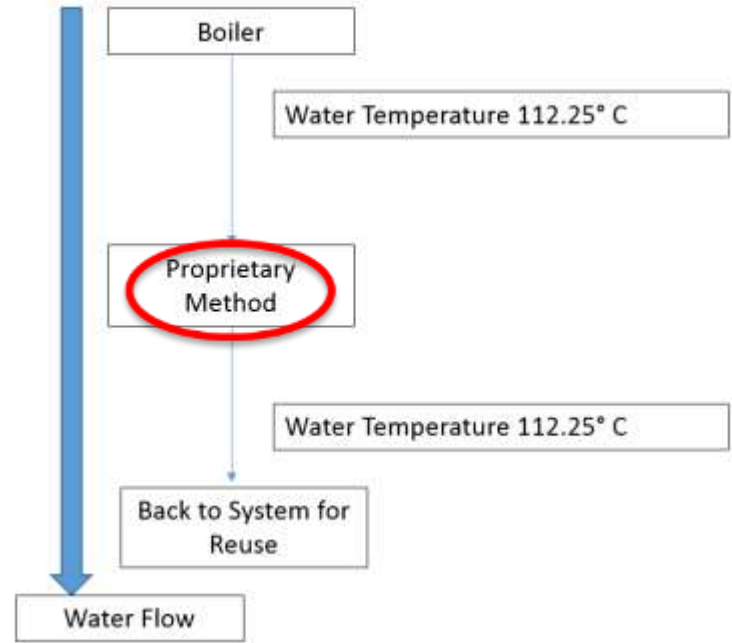 Boiler
Water Temperature 112.25° C
Proprietary
Method
Water Temperature 112.25° C
Back to System for
Reuse
Water Flow